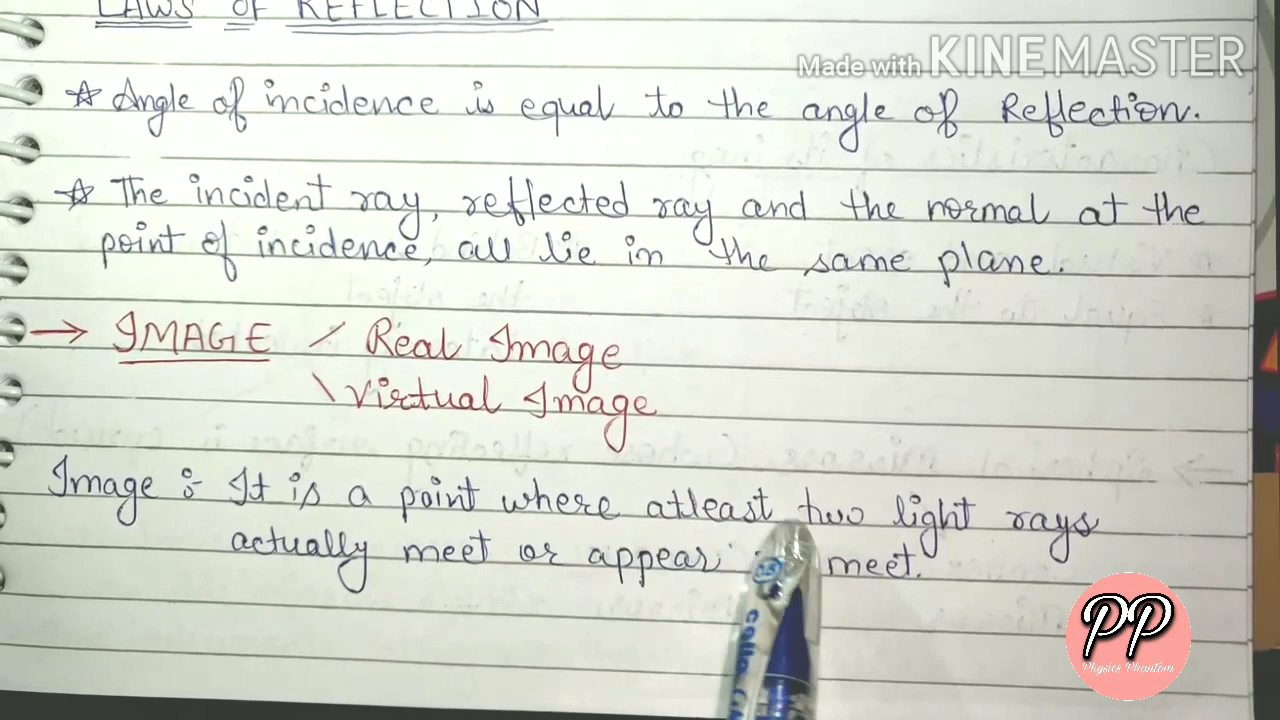 LAWS OF REFLECTION
Made with KINEMASTER
☆ Angle of incidence is equal to the angle of Reflection.
☆ The incident ray, reflected ray and the normal at the
point of incidence, all lie in the same plane.
→ IMAGE / Real Image
\ Virtual Image
Image :- It is a point where atleast two light rays
actually meet or appear meet.
PP
Physics Phantom